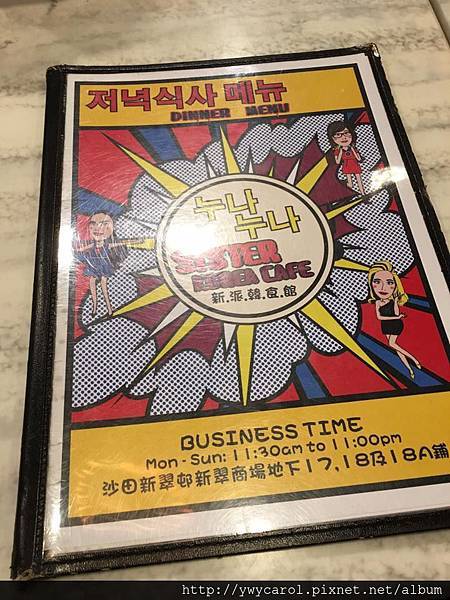 저녁식사 메뉴
DINNER MENU
누나
누나
SISTER
KOREA CAFE
新.派.韓.食.館
BUSINESS TIME
Mon - Sun: 11:30am to 11:00pm
沙田新翠邨新翠商場地下17,18及18A鋪
http://ywycarol.pixnet.net/album